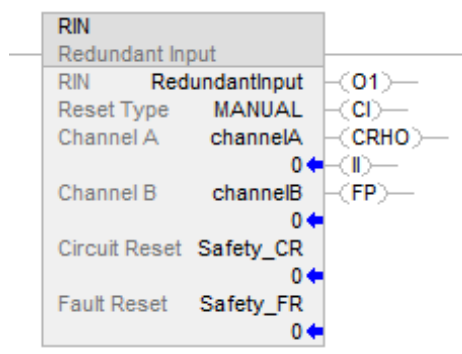 RIN
Redundant Input
RIN RedundantInput O1
Reset Type MANUAL CI
Channel A channelA CRHO
0 II
Channel B channelB FP
0
Circuit Reset Safety_CR
0
Fault Reset Safety_FR
0